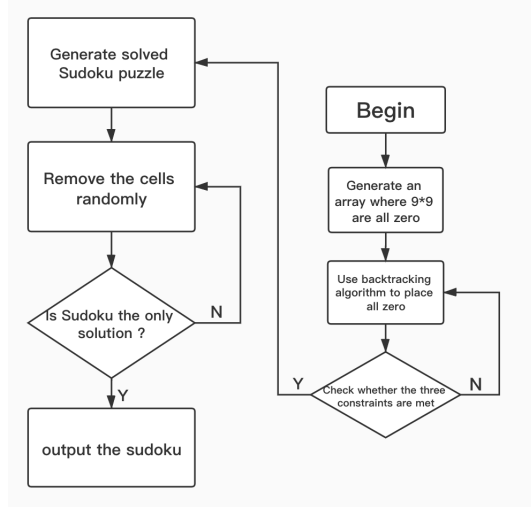 Generate solved
Sudoku puzzle
Remove the cells
randomly
Is Sudoku the only
solution ?
N
Y
output the sudoku
Begin
Generate an
array where 9*9
are all zero
Use backtracking
algorithm to place
all zero
Check whether the three
constraints are met
Y
N